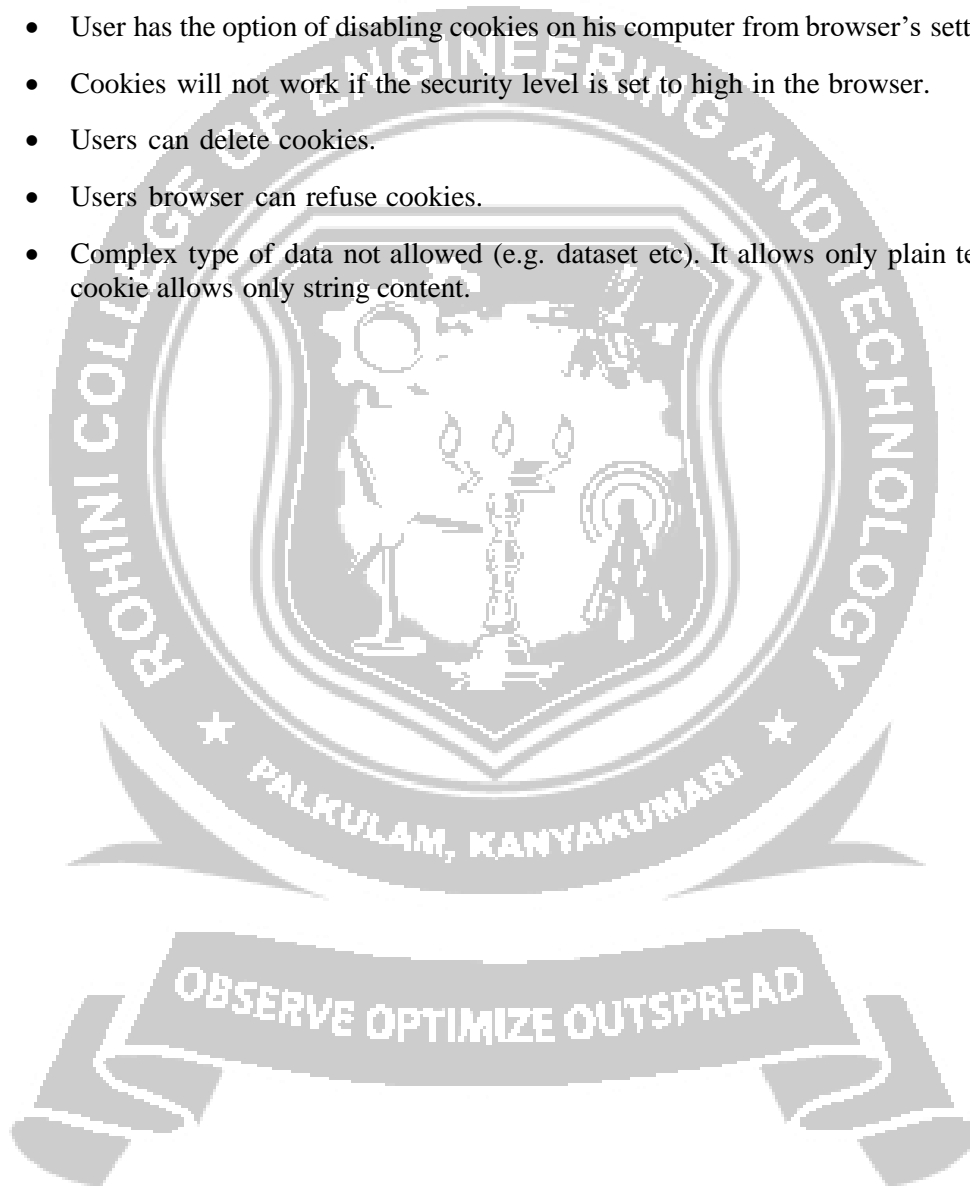 • User has the option of disabling cookies on his computer from browser’s sett
• Cookies will not work if the security level is set to high in the browser.
• Users can delete cookies.
• Users browser can refuse cookies.
• Complex type of data not allowed (e.g. dataset etc). It allows only plain te
cookie allows only string content.
ROHINI COLLEGE OF ENGINEERING AND TECHNOLOGY
PALKULAM, KANYAKUMARI
OBSERVE OPTIMIZE OUTSPREAD